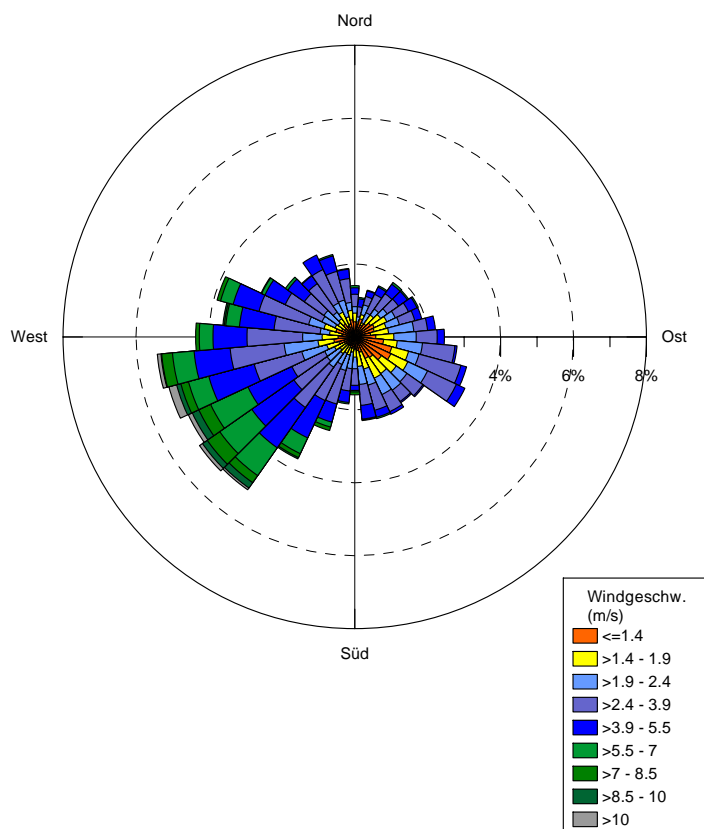 Nord
West
Ost
4% 6% 8%
Süd
Windgeschw.
(m/s)
<=1.4
>1.4 - 1.9
>1.9 - 2.4
>2.4 - 3.9
>3.9 - 5.5
>5.5 - 7
>7 - 8.5
>8.5 - 10
>10